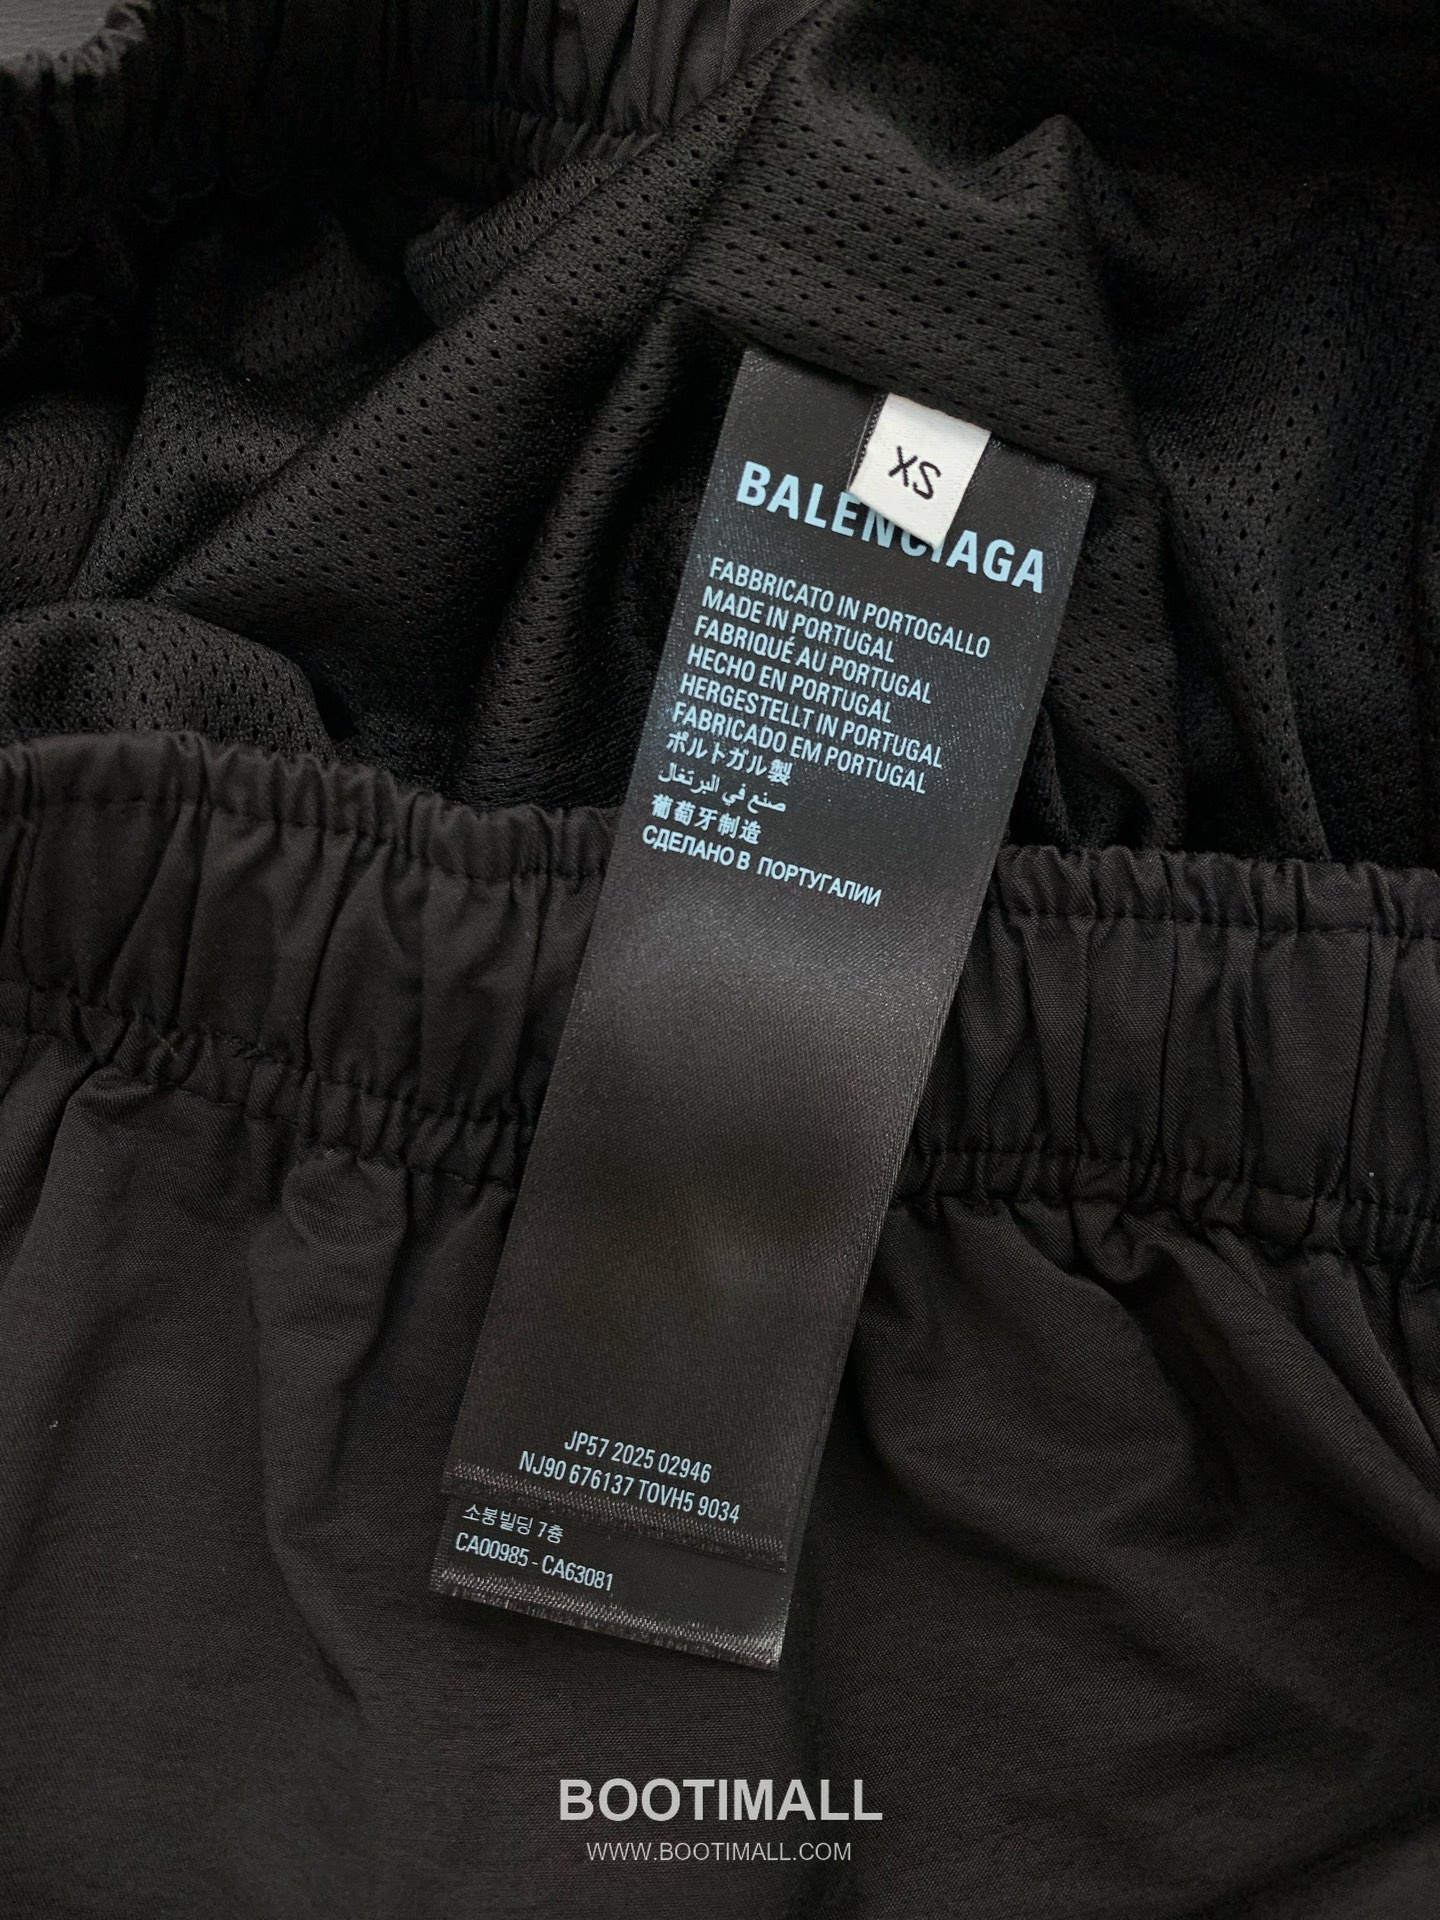 XS
BALENCIAGA
FABBRICATO IN PORTOGALLO
MADE IN PORTUGAL
FABRIQUÉ AU PORTUGAL
HECHO EN PORTUGAL
HERGESTELLT IN PORTUGAL
FABRICADO EM PORTUGAL
ポルトガル製
صنع في البرتغال
葡萄牙制造
СДЕЛАНО В ПОРТУГАЛИИ
JP57 2025 02946
NJ90 676137 TOVH5 9034
소봉빌딩 7층
CA00985 - CA63081
BOOTIMALL
WWW.BOOTIMALL.COM